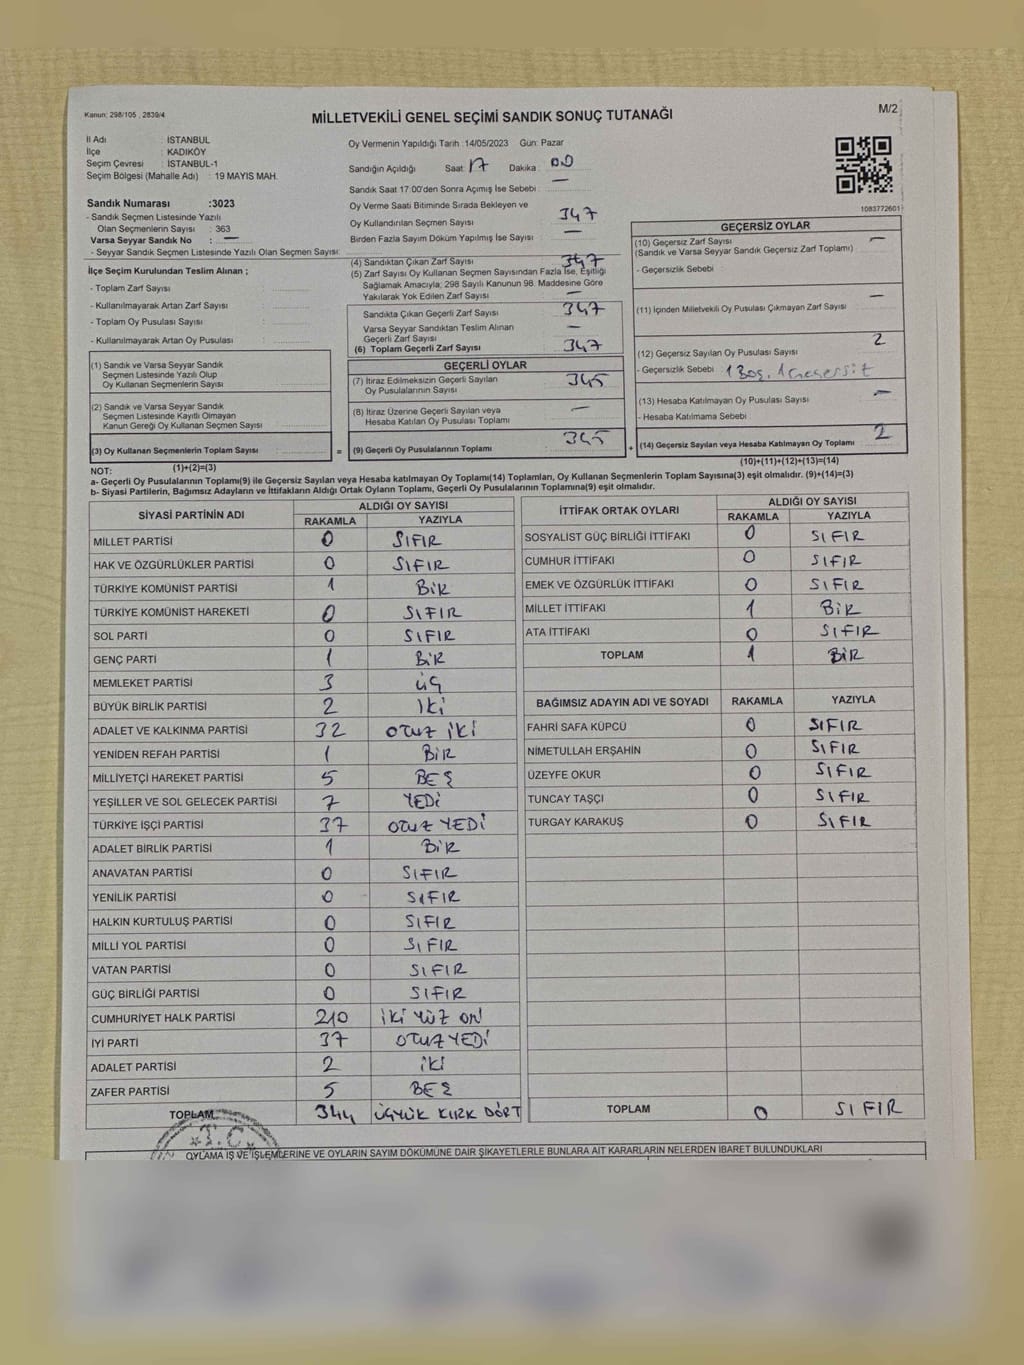 Kanun: 298/105 , 2839/4
MİLLETVEKİLİ GENEL SEÇİMİ SANDIK SONUÇ TUTANAĞI
M/2
İl Adı : İSTANBUL
İlçe : KADIKÖY
Seçim Çevresi : İSTANBUL-1
Seçim Bölgesi (Mahalle Adı) : 19 MAYIS MAH.
Sandık Numarası :3023
- Sandık Seçmen Listesinde Yazılı
Olan Seçmenlerin Sayısı : 363
Varsa Seyyar Sandık No : —
- Seyyar Sandık Seçmen Listesinde Yazılı Olan Seçmen Sayısı:
İlçe Seçim Kurulundan Teslim Alınan ;
- Toplam Zarf Sayısı :
- Kullanılmayarak Artan Zarf Sayısı :
- Toplam Oy Pusulası Sayısı :
- Kullanılmayarak Artan Oy Pusulası :
(1) Sandık ve Varsa Seyyar Sandık
Seçmen Listesinde Yazılı Olup
Oy Kullanan Seçmenlerin Sayısı
(2) Sandık ve Varsa Seyyar Sandık
Seçmen Listesinde Kayıtlı Olmayan
Kanun Gereği Oy Kullanan Seçmen Sayısı
(3) Oy Kullanan Seçmenlerin Toplam Sayısı
Oy Vermenin Yapıldığı Tarih :14/05/2023 Gün: Pazar
Sandığın Açıldığı Saat: 17 Dakika : 00
Sandık Saat 17:00'den Sonra Açımış İse Sebebi : —
Oy Verme Saati Bitiminde Sırada Bekleyen ve
Oy Kullandırılan Seçmen Sayısı : 347
Birden Fazla Sayım Döküm Yapılmış İse Sayısı : —
(4) Sandıktan Çıkan Zarf Sayısı : 347
(5) Zarf Sayısı Oy Kullanan Seçmen Sayısından Fazla İse, Eşitliği
Sağlamak Amacıyla; 298 Sayılı Kanunun 98. Maddesine Göre
Yakılarak Yok Edilen Zarf Sayısı : —
Sandıkta Çıkan Geçerli Zarf Sayısı : 347
Varsa Seyyar Sandıktan Teslim Alınan
Geçerli Zarf Sayısı : —
(6) Toplam Geçerli Zarf Sayısı : 347
GEÇERLİ OYLAR
(7) İtiraz Edilmeksizin Geçerli Sayılan
Oy Pusulalarının Sayısı : 345
(8) İtiraz Üzerine Geçerli Sayılan veya
Hesaba Katılan Oy Pusulası Toplamı : —
= (9) Geçerli Oy Pusulalarının Toplamı 345
1083772601
GEÇERSİZ OYLAR
(10) Geçersiz Zarf Sayısı : —
(Sandık ve Varsa Seyyar Sandık Geçersiz Zarf Toplamı)
- Geçersizlik Sebebi :
(11) İçinden Milletvekili Oy Pusulası Çıkmayan Zarf Sayısı —
(12) Geçersiz Sayılan Oy Pusulası Sayısı 2
- Geçersizlik Sebebi : 1 Boş, 1 Geçersiz
(13) Hesaba Katılmayan Oy Pusulası Sayısı —
- Hesaba Katılmama Sebebi :
+ (14) Geçersiz Sayılan veya Hesaba Katılmayan Oy Toplamı 2
NOT: (1)+(2)=(3)
(10)+(11)+(12)+(13)=(14)
a- Geçerli Oy Pusulalarının Toplamı(9) ile Geçersiz Sayılan veya Hesaba katılmayan Oy Toplamı(14) Toplamları, Oy Kullanan Seçmenlerin Toplam Sayısına(3) eşit olmalıdır. (9)+(14)=(3)
b- Siyasi Partilerin, Bağımsız Adayların ve İttifakların Aldığı Ortak Oyların Toplamı, Geçerli Oy Pusulalarının Toplamına(9) eşit olmalıdır.
SİYASİ PARTİNİN ADI ALDIĞI OY SAYISI
RAKAMLA YAZIYLA
MİLLET PARTİSİ 0 SIFIR
HAK VE ÖZGÜRLÜKLER PARTİSİ 0 SIFIR
TÜRKİYE KOMÜNİST PARTİSİ 1 BİR
TÜRKİYE KOMÜNİST HAREKETİ 0 SIFIR
SOL PARTİ 0 SIFIR
GENÇ PARTİ 1 BİR
MEMLEKET PARTİSİ 3 ÜÇ
BÜYÜK BİRLİK PARTİSİ 2 İKİ
ADALET VE KALKINMA PARTİSİ 32 OTUZ İKİ
YENİDEN REFAH PARTİSİ 1 BİR
MİLLİYETÇİ HAREKET PARTİSİ 5 BEŞ
YEŞİLLER VE SOL GELECEK PARTİSİ 7 YEDİ
TÜRKİYE İŞÇİ PARTİSİ 37 OTUZ YEDİ
ADALET BİRLİK PARTİSİ 1 BİR
ANAVATAN PARTİSİ 0 SIFIR
YENİLİK PARTİSİ 0 SIFIR
HALKIN KURTULUŞ PARTİSİ 0 SIFIR
MİLLİ YOL PARTİSİ 0 SIFIR
VATAN PARTİSİ 0 SIFIR
GÜÇ BİRLİĞİ PARTİSİ 0 SIFIR
CUMHURİYET HALK PARTİSİ 210 İKİ YÜZ ON
İYİ PARTİ 37 OTUZ YEDİ
ADALET PARTİSİ 2 İKİ
ZAFER PARTİSİ 5 BEŞ
TOPLAM 344 ÜÇYÜK KIRK DÖRT
İTTİFAK ORTAK OYLARI ALDIĞI OY SAYISI
RAKAMLA YAZIYLA
SOSYALIST GÜÇ BİRLİĞİ İTTİFAKI 0 SIFIR
CUMHUR İTTİFAKI 0 SIFIR
EMEK VE ÖZGÜRLÜK İTTİFAKI 0 SIFIR
MİLLET İTTİFAKI 1 BİR
ATA İTTİFAKI 0 SIFIR
TOPLAM 1 BİR
BAĞIMSIZ ADAYIN ADI VE SOYADI RAKAMLA YAZIYLA
FAHRİ SAFA KÜPCÜ 0 SIFIR
NİMETULLAH ERŞAHİN 0 SIFIR
ÜZEYFE OKUR 0 SIFIR
TUNCAY TAŞÇI 0 SIFIR
TURGAY KARAKUŞ 0 SIFIR
TOPLAM 0 SIFIR
T.C.
OYLAMA İŞ VE İŞLEMLERİNE VE OYLARIN SAYIM DÖKÜMÜNE DAİR ŞİKAYETLERLE BUNLARA AİT KARARLARIN NELERDEN İBARET BULUNDUKLARI